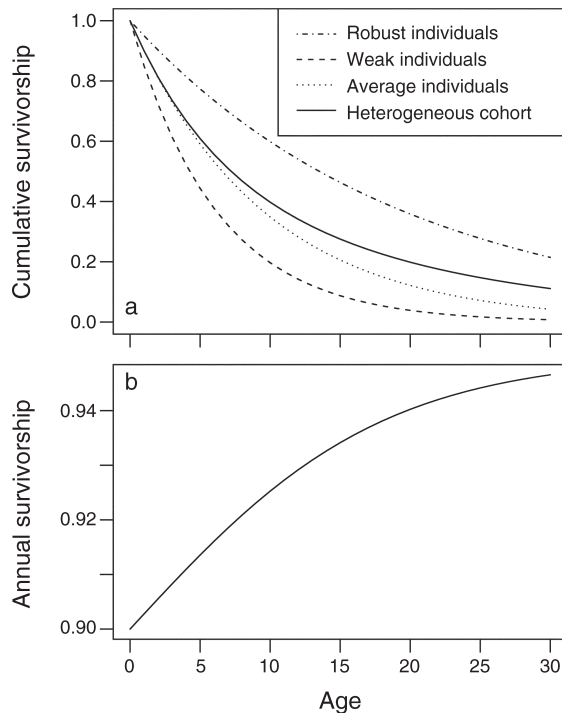 1.0
0.8
0.6
0.4
0.2
0.0
Cumulative survivorship
Robust individuals
Weak individuals
Average individuals
Heterogeneous cohort
a
b
0.94
0.92
0.90
Annual survivorship
0 5 10 15 20 25 30
Age